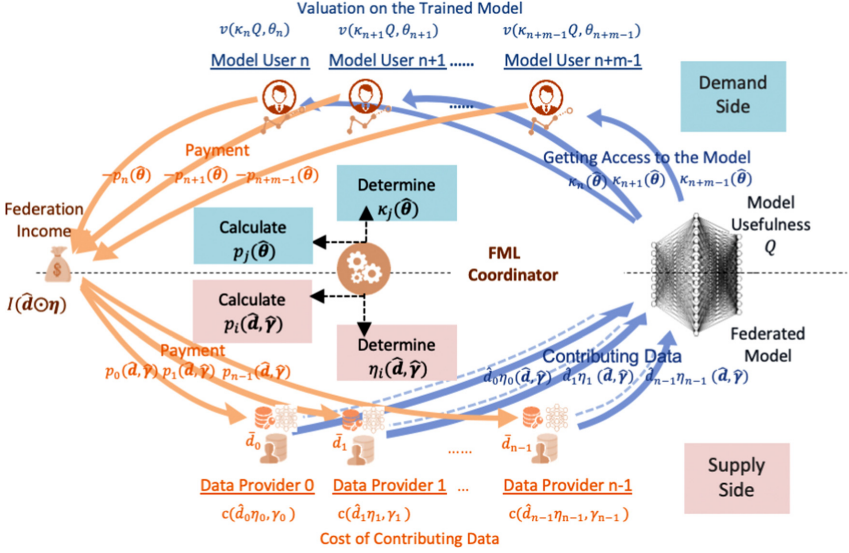 Valuation on the Trained Model
v(κₙQ, θₙ) v(κₙ₊₁Q, θₙ₊₁) v(κₙ₊ₘ₋₁Q, θₙ₊ₘ₋₁)
Model User n Model User n+1 ...... Model User n+m-1
......
Demand
Side
Payment
−pₙ(θ̂) −pₙ₊₁(θ̂) −pₙ₊ₘ₋₁(θ̂)
Getting Access to the Model
κₙ(θ̂) κₙ₊₁(θ̂) κₙ₊ₘ₋₁(θ̂)
Determine
κⱼ(θ̂)
Calculate
pⱼ(θ̂)
Federation
Income
Model
Usefulness
Q
FML
Coordinator
I(d̂⊙η)
Calculate
pᵢ(d̂, γ̂)
Determine
ηᵢ(d̂, γ̂)
Federated
Model
Payment
p₀(d̂, γ̂) p₁(d̂, γ̂) pₙ₋₁(d̂, γ̂)
Contributing Data
d̂₀η₀(d̂, γ̂) d̂₁η₁ (d̂, γ̂) d̂ₙ₋₁ηₙ₋₁ (d̂, γ̂)
d̄₀ d̄₁ ...... d̄ₙ₋₁
Data Provider 0 Data Provider 1 ... Data Provider n-1
c(d̂₀η₀, γ₀ ) c(d̂₁η₁, γ₁ ) c(d̂ₙ₋₁ηₙ₋₁, γₙ₋₁ )
Cost of Contributing Data
Supply
Side